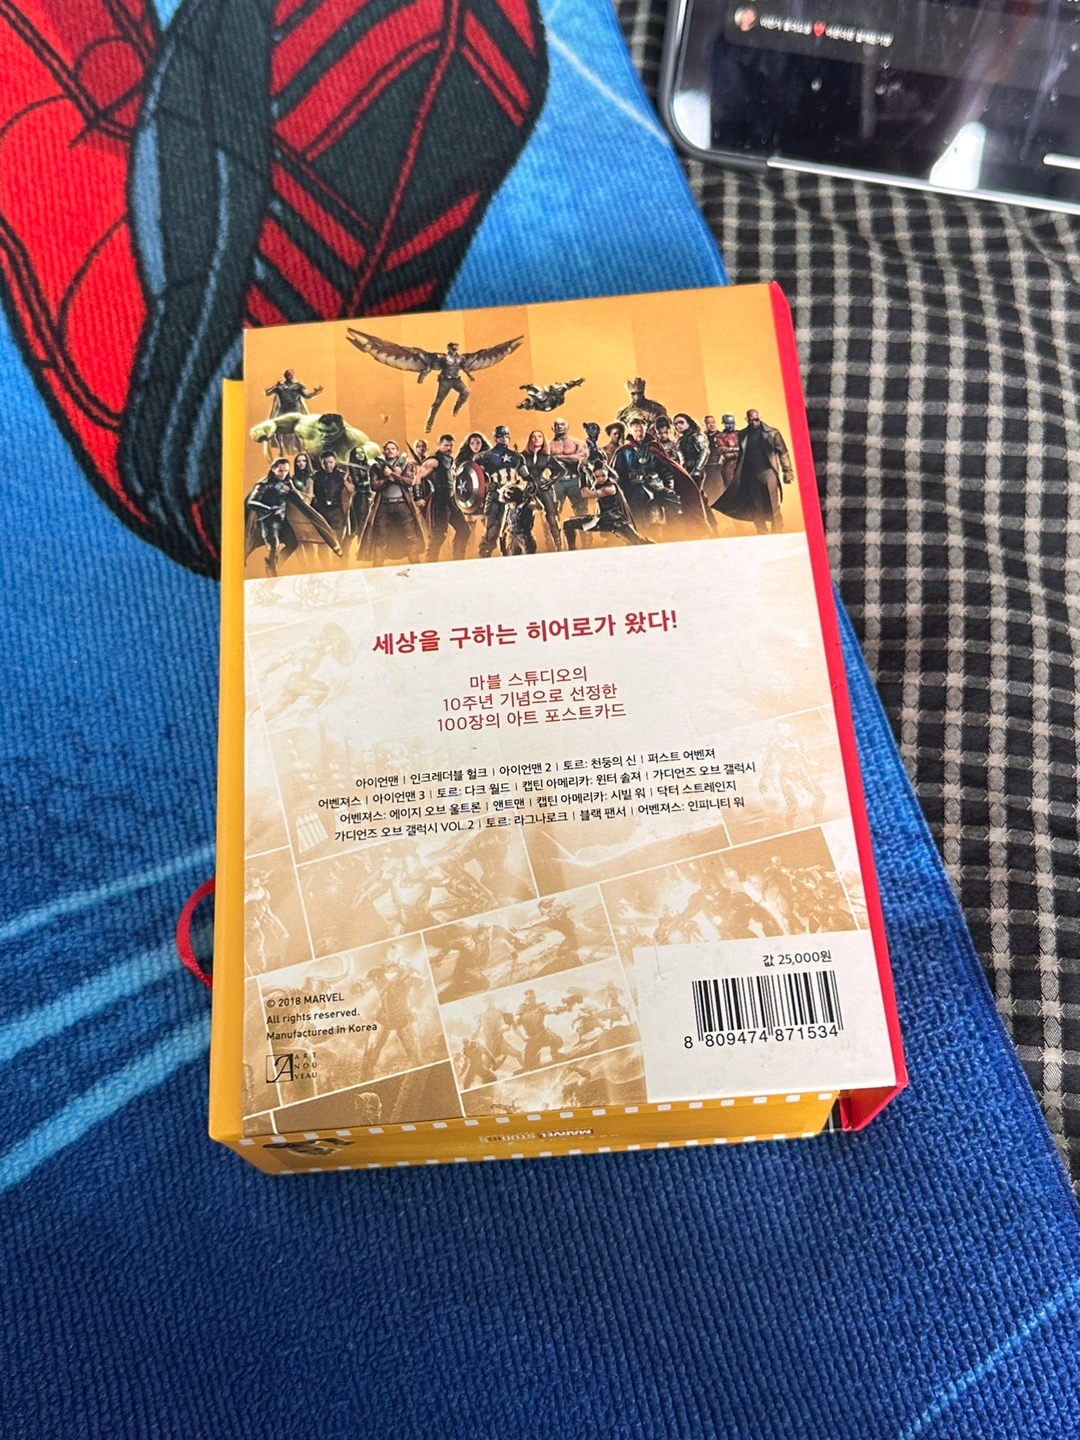 세상을 구하는 히어로가 왔다!
마블 스튜디오의
10주년 기념으로 선정한
100장의 아트 포스트카드
아이언맨 | 인크레더블 헐크 | 아이언맨 2 | 토르: 천둥의 신 | 퍼스트 어벤져
어벤져스 | 아이언맨 3 | 토르: 다크 월드 | 캡틴 아메리카: 윈터 솔져 | 가디언즈 오브 갤럭시
어벤져스: 에이지 오브 울트론 | 앤트맨 | 캡틴 아메리카: 시빌 워 | 닥터 스트레인지
가디언즈 오브 갤럭시 VOL.2 | 토르: 라그나로크 | 블랙 팬서 | 어벤져스: 인피니티 워
값 25,000원
8 809474 871534
© 2018 MARVEL
All rights reserved.
Manufactured in Korea
ART
NOU
VEAU
MARVEL STUDIOS